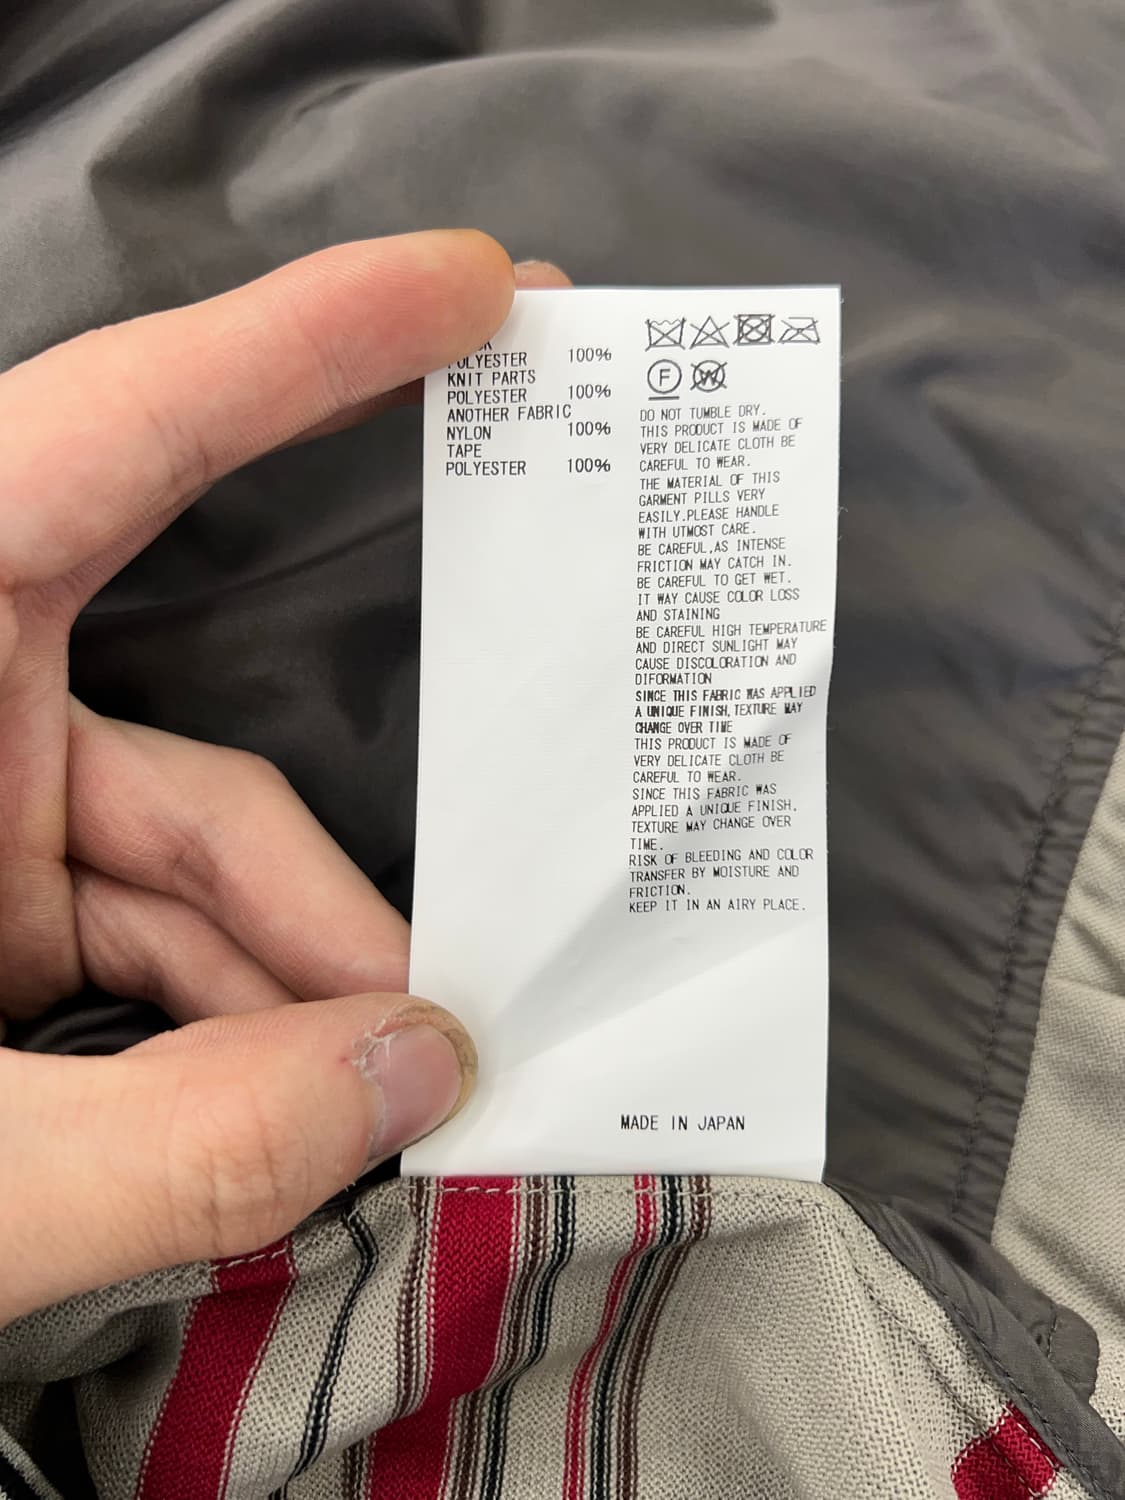 POLYESTER 100%
KNIT PARTS
POLYESTER 100%
ANOTHER FABRIC
NYLON 100%
TAPE
POLYESTER 100%
F W
DO NOT TUMBLE DRY.
THIS PRODUCT IS MADE OF
VERY DELICATE CLOTH BE
CAREFUL TO WEAR.
THE MATERIAL OF THIS
GARMENT PILLS VERY
EASILY.PLEASE HANDLE
WITH UTMOST CARE.
BE CAREFUL,AS INTENSE
FRICTION MAY CATCH IN.
BE CAREFUL TO GET WET.
IT WAY CAUSE COLOR LOSS
AND STAINING
BE CAREFUL HIGH TEMPERATURE
AND DIRECT SUNLIGHT MAY
CAUSE DISCOLORATION AND
DIFORMATION
SINCE THIS FABRIC WAS APPLIED
A UNIQUE FINISH, TEXTURE MAY
CHANGE OVER TIME
THIS PRODUCT IS MADE OF
VERY DELICATE CLOTH BE
CAREFUL TO WEAR.
SINCE THIS FABRIC WAS
APPLIED A UNIQUE FINISH,
TEXTURE MAY CHANGE OVER
TIME.
RISK OF BLEEDING AND COLOR
TRANSFER BY MOISTURE AND
FRICTION.
KEEP IT IN AN AIRY PLACE.
MADE IN JAPAN